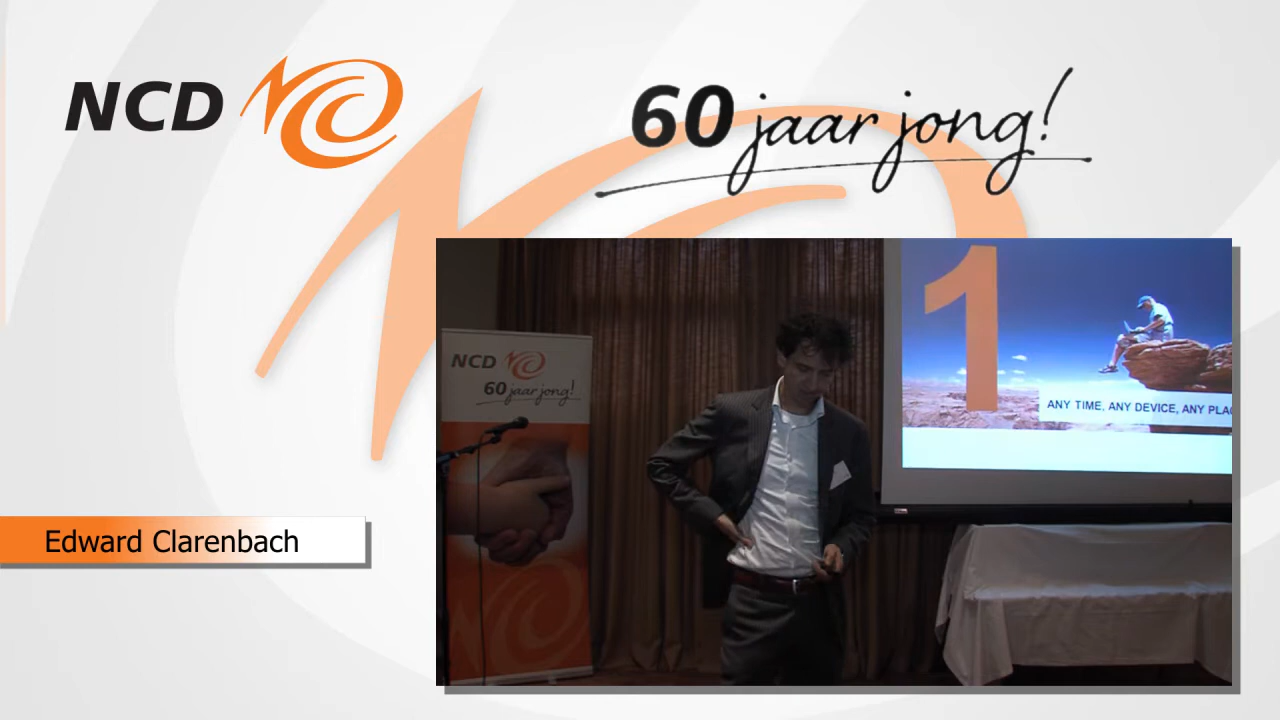 NCD
60 jaar jong!
NCD
60 jaar jong!
1
ANY TIME, ANY DEVICE, ANY PLA
Edward Clarenbach